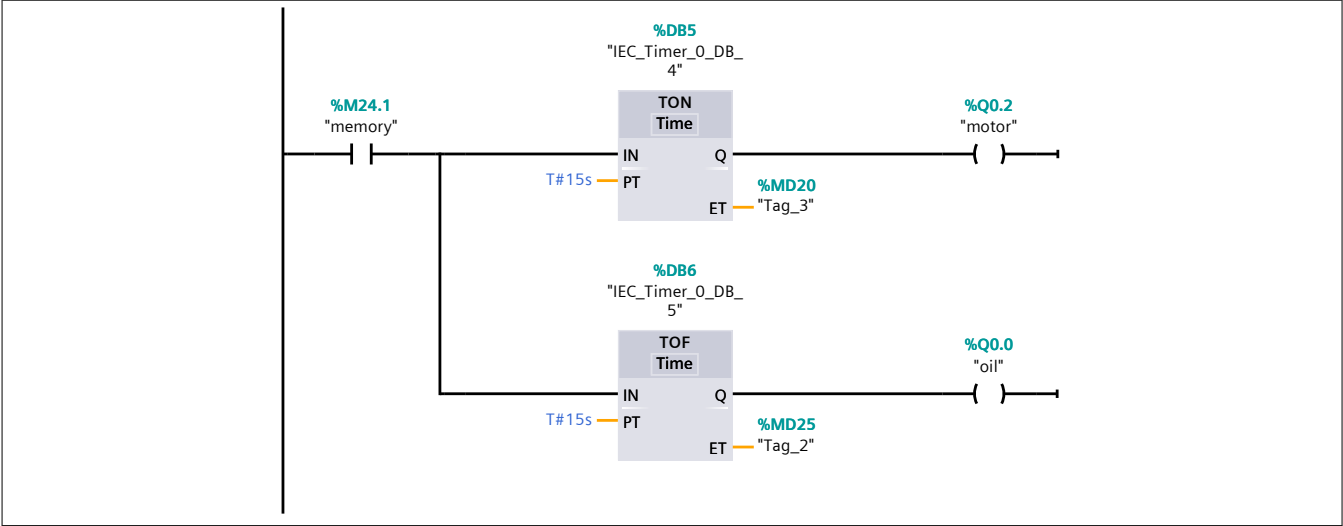 %DB5
"IEC_Timer_0_DB_
4"
%M24.1
"memory"
TON
Time
%Q0.2
"motor"
IN
Q
T#15s
PT
%MD20
ET
"Tag_3"
%DB6
"IEC_Timer_0_DB_
5"
TOF
Time
%Q0.0
"oil"
IN
Q
T#15s
PT
%MD25
ET
"Tag_2"